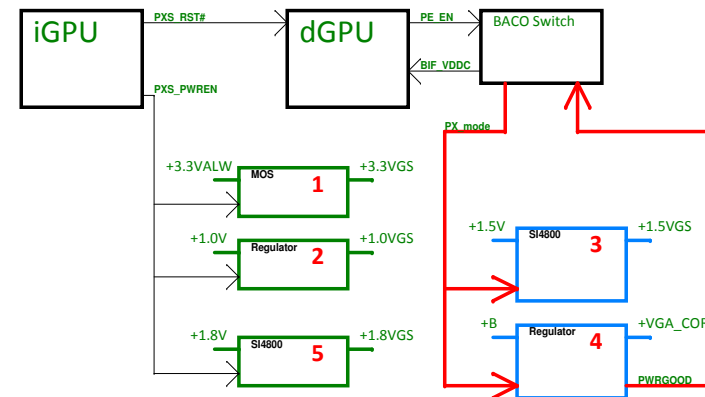 iGPU
PXS_RST#
dGPU
PE_EN
BACO Switch
BIF_VDDC
PXS_PWREN
PX_mode
+3.3VALW
MOS
1
+3.3VGS
+1.0V
Regulator
2
+1.0VGS
+1.5V
SI4800
3
+1.5VGS
+1.8V
SI4800
5
+1.8VGS
+B
Regulator
4
+VGA_COR
PWRGOOD